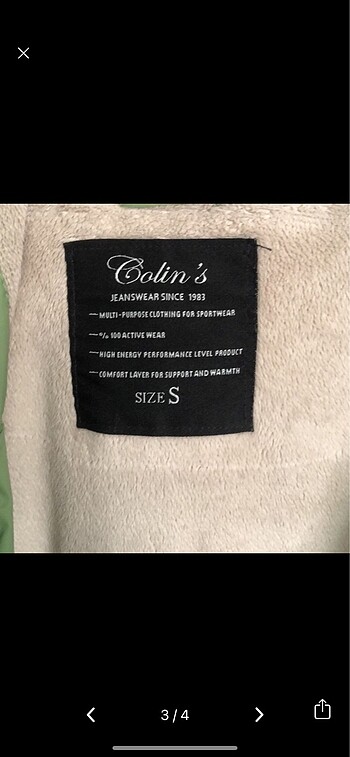 Colin's
JEANSWEAR SINCE 1983
— MULTI-PURPOSE CLOTHING FOR SPORTWEAR
— % 100 ACTIVE WEAR
— HIGH ENERGY PERFORMANCE LEVEL PRODUCT
— COMFORT LAYER FOR SUPPORT AND WARMTH
SIZE S
3/4